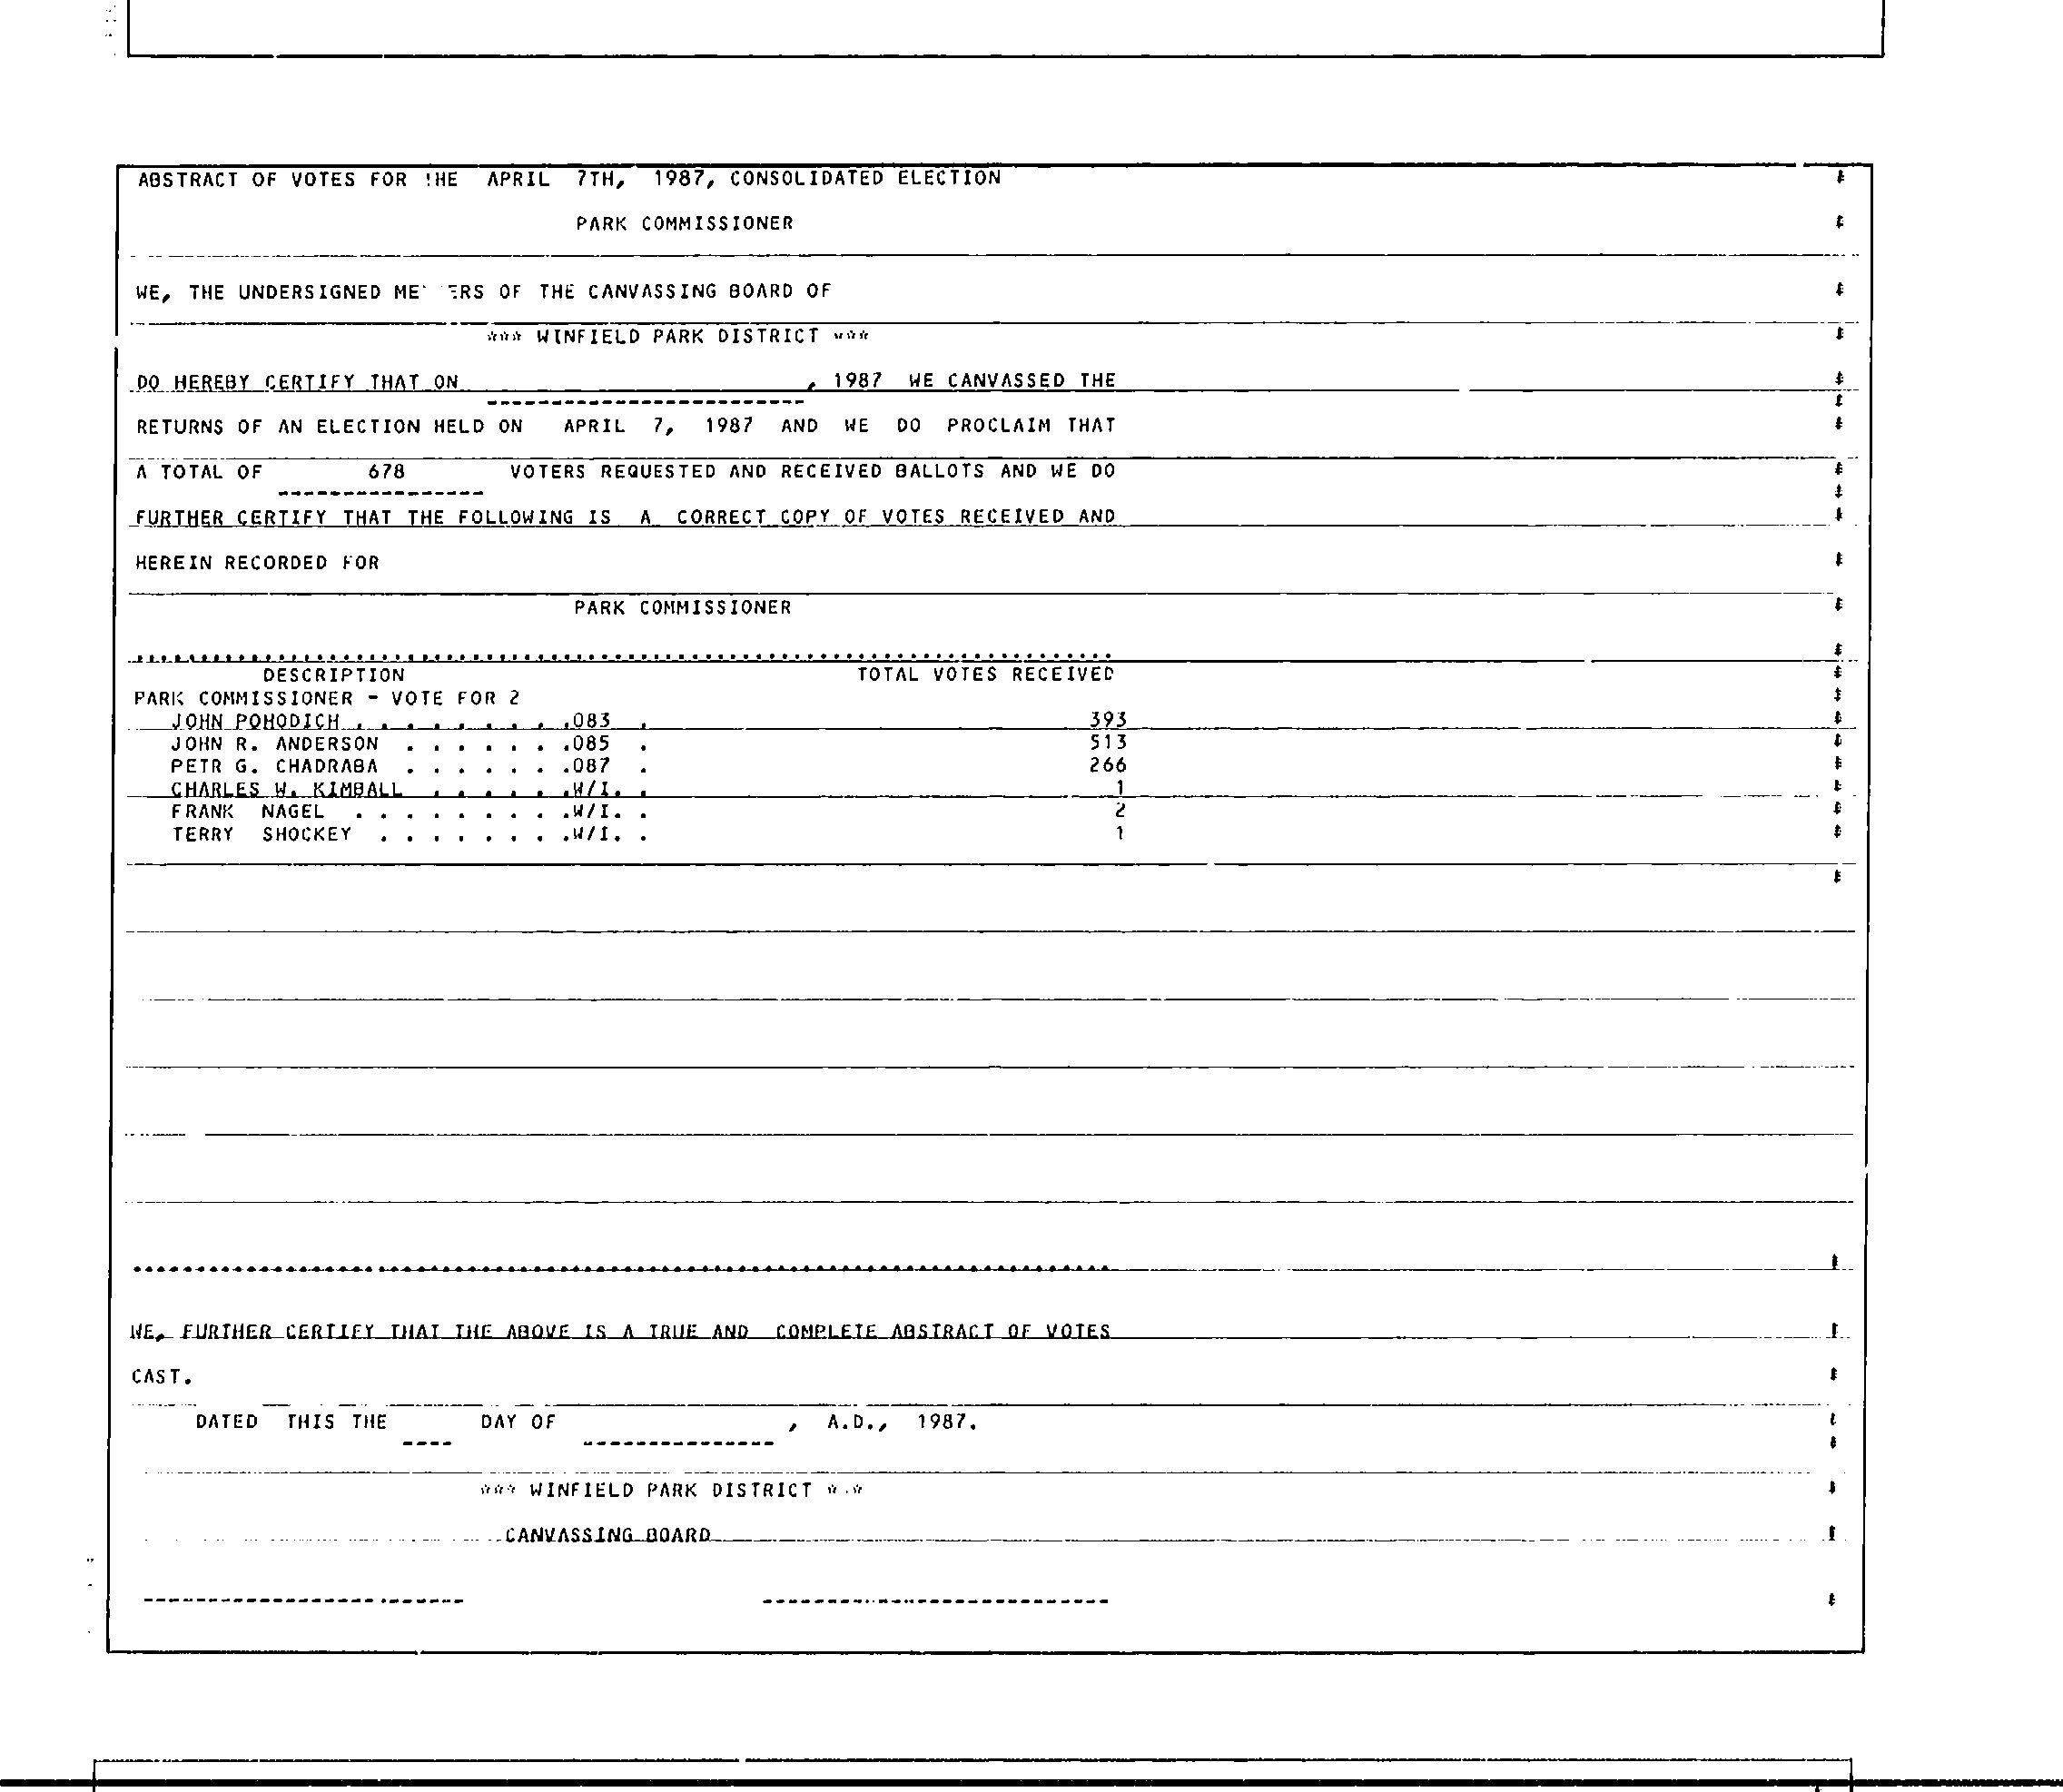 ABSTRACT OF VOTES FOR THE APRIL 7TH, 1987, CONSOLIDATED ELECTION
PARK COMMISSIONER
WE, THE UNDERSIGNED ME ERS OF THE CANVASSING BOARD OF
*** WINFIELD PARK DISTRICT ***
DO HEREBY CERTIFY THAT ON , 1987 WE CANVASSED THE
RETURNS OF AN ELECTION HELD ON APRIL 7, 1987 AND WE DO PROCLAIM THAT
A TOTAL OF 678 VOTERS REQUESTED AND RECEIVED BALLOTS AND WE DO
FURTHER CERTIFY THAT THE FOLLOWING IS A CORRECT COPY OF VOTES RECEIVED AND
HEREIN RECORDED FOR
PARK COMMISSIONER
DESCRIPTION TOTAL VOTES RECEIVED
PARK COMMISSIONER - VOTE FOR 2
JOHN POHODICH . . . . . . . . .083 . 393
JOHN R. ANDERSON . . . . . . .085 . 513
PETR G. CHADRABA . . . . . . .087 . 266
CHARLES W. KIMBALL . . . . . .W/I. . 1
FRANK NAGEL . . . . . . . . .W/I. . 2
TERRY SHOCKEY . . . . . . . .W/I. . 1
WE, FURTHER CERTIFY THAT THE ABOVE IS A TRUE AND COMPLETE ABSTRACT OF VOTES
CAST.
DATED THIS THE DAY OF , A.D., 1987.
*** WINFIELD PARK DISTRICT * *
CANVASSING BOARD